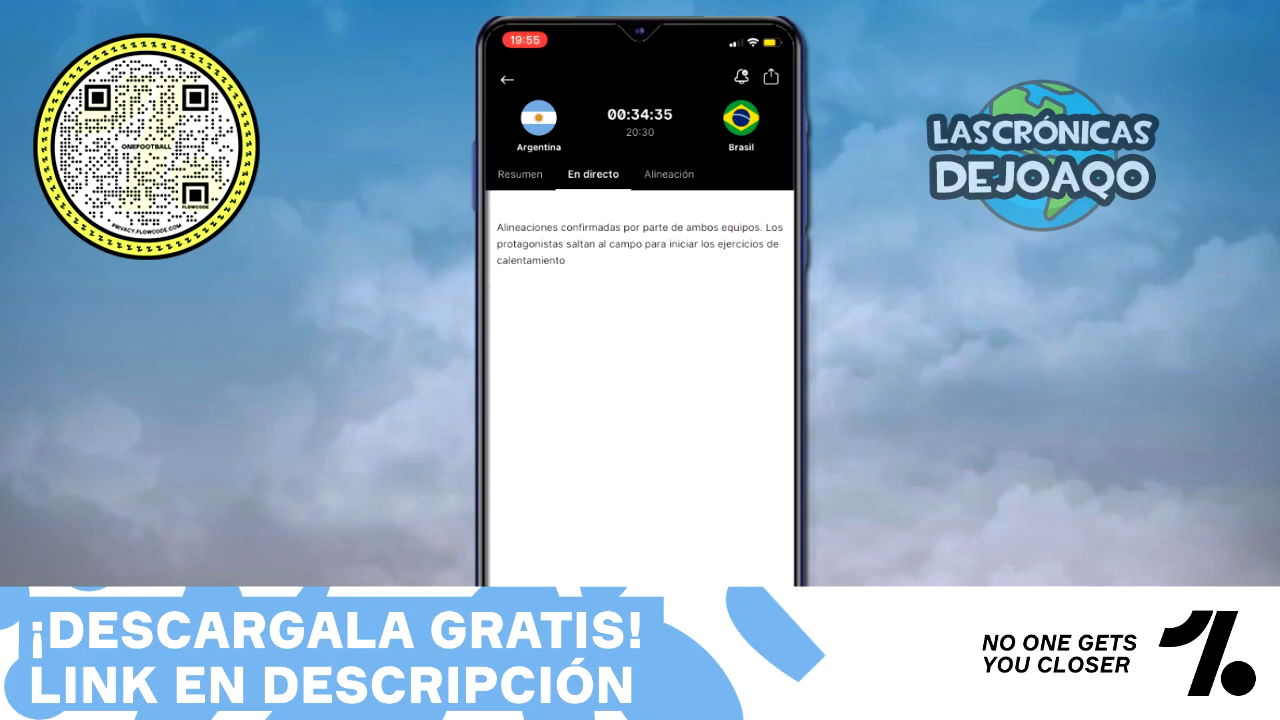 ONEFOOTBALL
FLOWCODE
PRIVACY.FLOWCODE.COM
19:55
00:34:35
20:30
Argentina
Brasil
Resumen En directo Alineación
Alineaciones confirmadas por parte de ambos equipos. Los
protagonistas saltan al campo para iniciar los ejercicios de
calentamiento
LASCRÓNICAS
DEJOAQO
¡DESCARGALA GRATIS!
LINK EN DESCRIPCIÓN
NO ONE GETS
YOU CLOSER